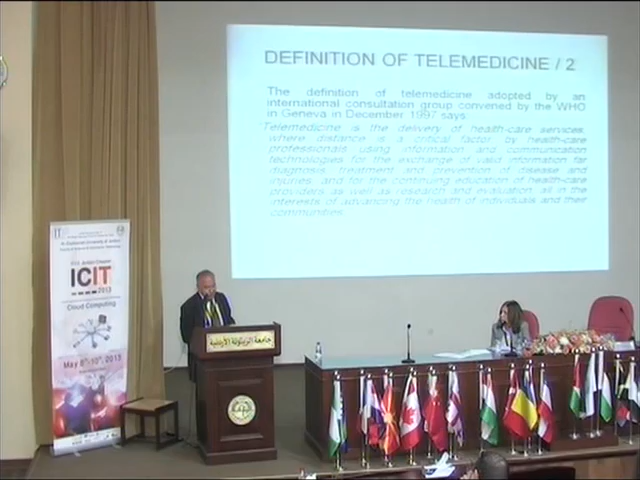 DEFINITION OF TELEMEDICINE / 2
The definition of telemedicine adopted by an
international consultation group convened by the WHO
in Geneva in December 1997 says
"Telemedicine is the delivery of health-care services,
where distance is a critical factor, by health-care
professionals using information and communication
technologies for the exchange of valid information for
diagnosis, treatment and prevention of disease and
injuries, and for the continuing education of health-care
providers as well as research and evaluation, all in the
interests of advancing the health of individuals and their
communities
ICIT
2013
Cloud Computing
May 8th-10th, 2013
جامعة الزيتونة الأردنية